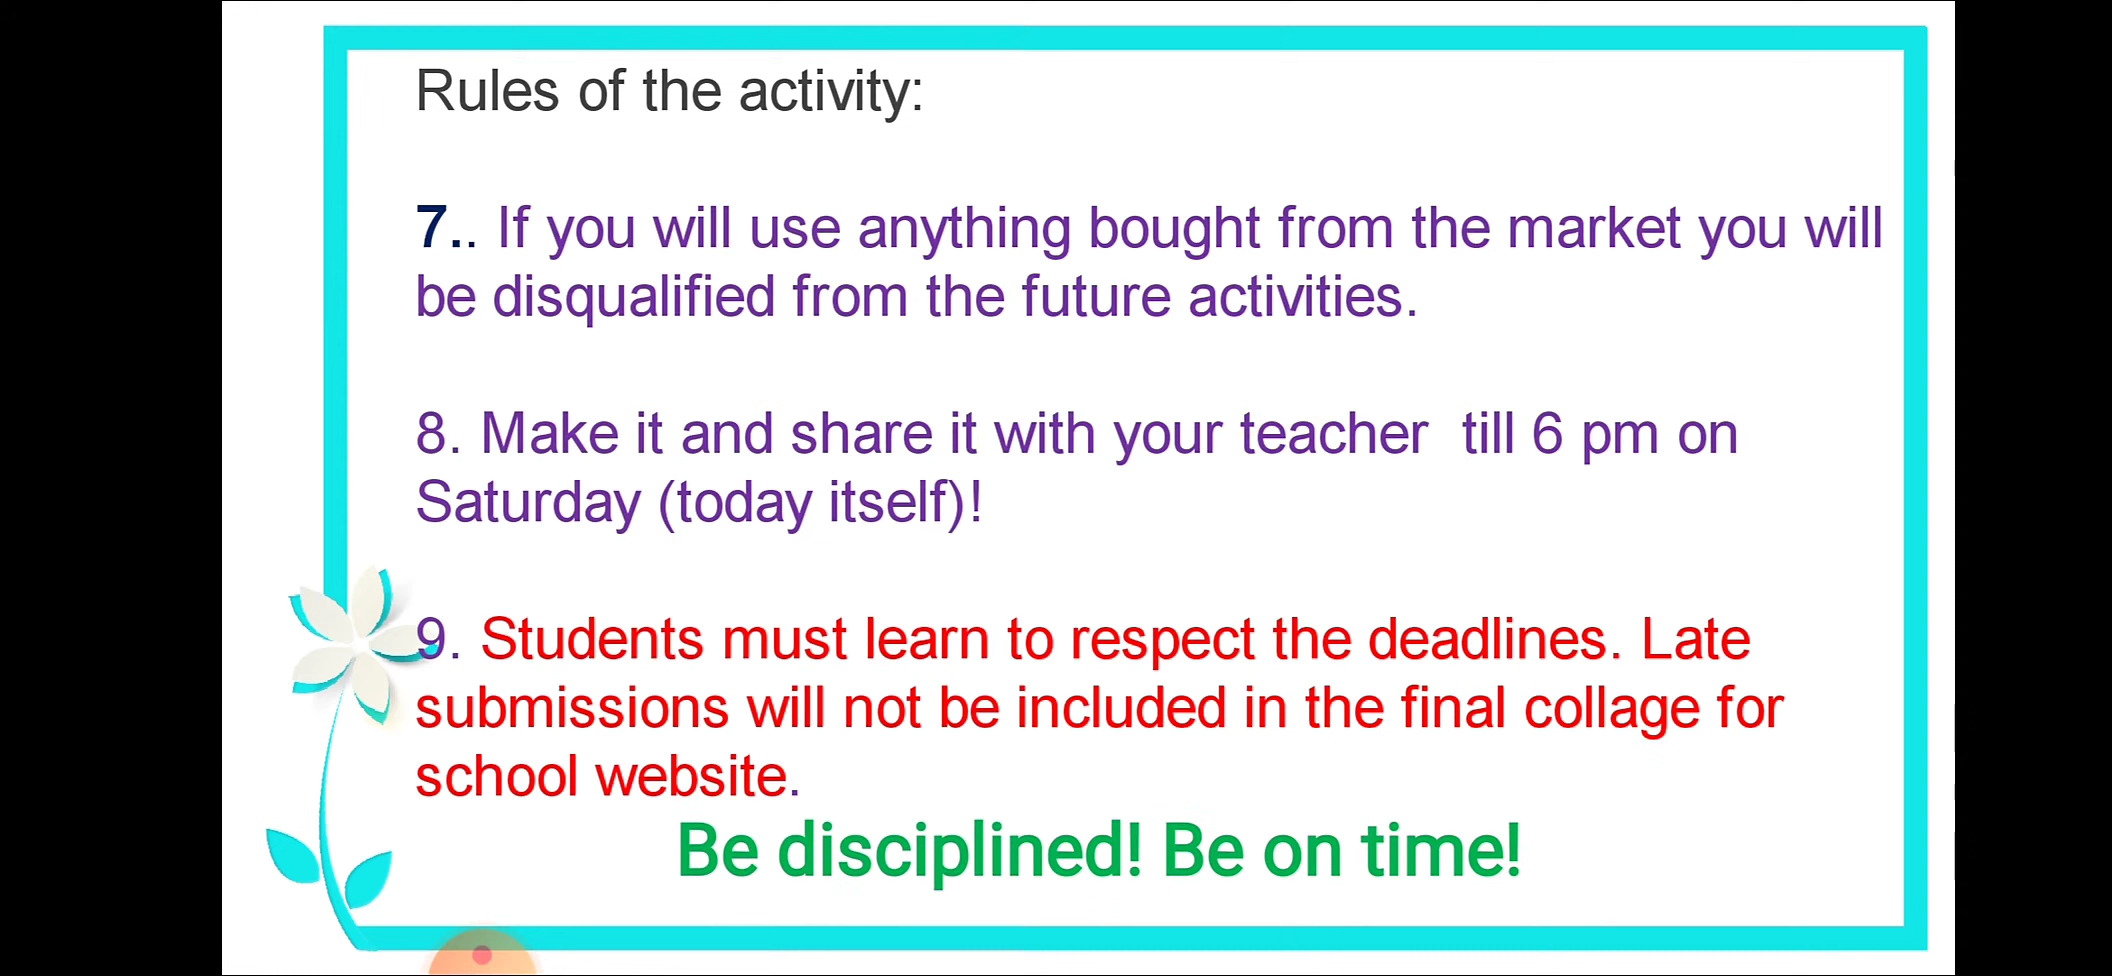 Rules of the activity:
7.. If you will use anything bought from the market you will
be disqualified from the future activities.
8. Make it and share it with your teacher  till 6 pm on
Saturday (today itself)!
9. Students must learn to respect the deadlines. Late
submissions will not be included in the final collage for
school website.
Be disciplined! Be on time!